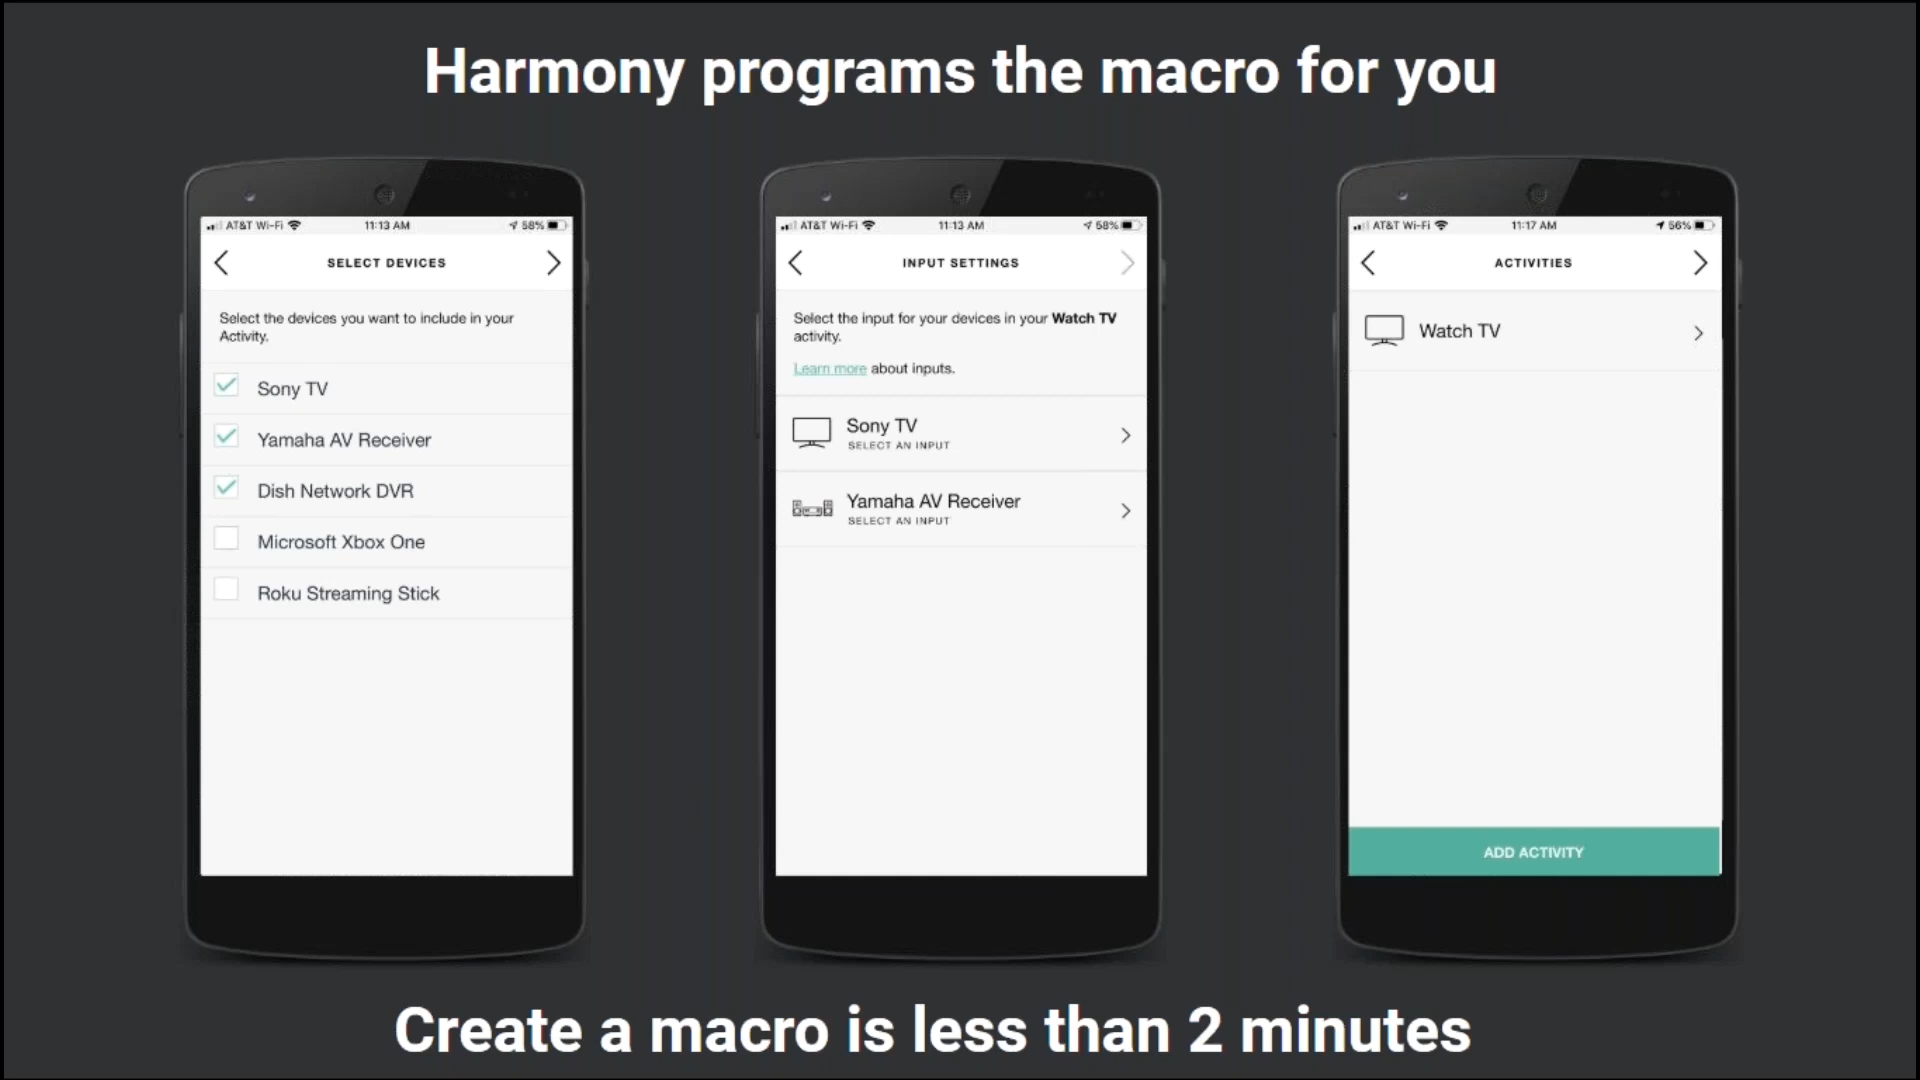 Harmony programs the macro for you
AT&T Wi-Fi 11:13 AM 58%
SELECT DEVICES
Select the devices you want to include in your
Activity.
Sony TV
Yamaha AV Receiver
Dish Network DVR
Microsoft Xbox One
Roku Streaming Stick
AT&T Wi-Fi 11:13 AM 58%
INPUT SETTINGS
Select the input for your devices in your Watch TV
activity.
Learn more about inputs.
Sony TV
SELECT AN INPUT
Yamaha AV Receiver
SELECT AN INPUT
AT&T Wi-Fi 11:17 AM 56%
ACTIVITIES
Watch TV
ADD ACTIVITY
Create a macro is less than 2 minutes